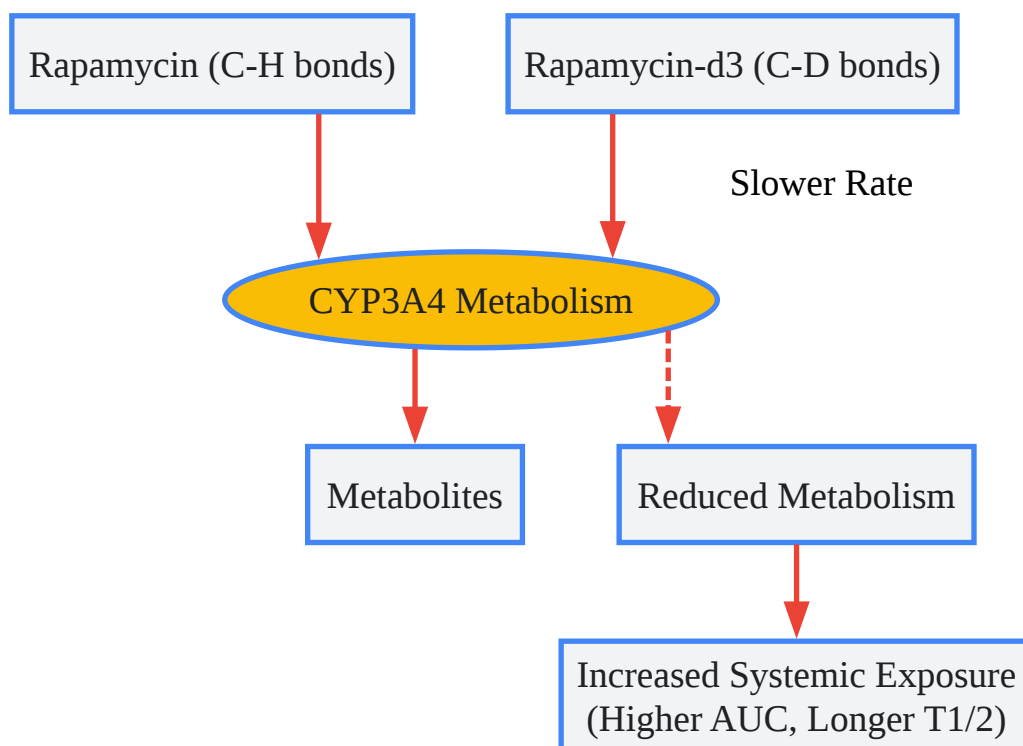 Rapamycin (C-H bonds)
Rapamycin-d3 (C-D bonds)
Slower Rate
CYP3A4 Metabolism
Metabolites
Reduced Metabolism
Increased Systemic Exposure
(Higher AUC, Longer T1/2)